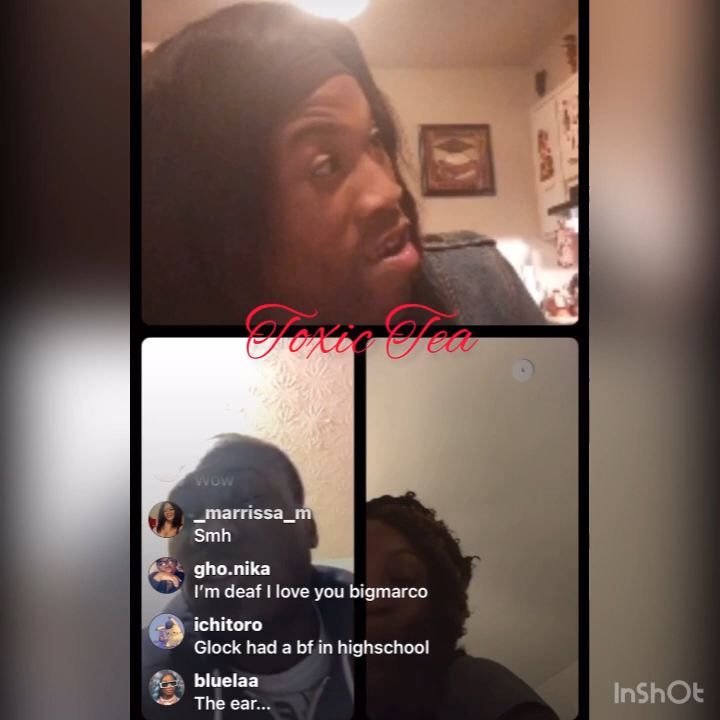 Toxic Tea
Wow
_marrissa_m
Smh
gho.nika
I'm deaf I love you bigmarco
ichitoro
Glock had a bf in highschool
bluelaa
The ear...
InShOt